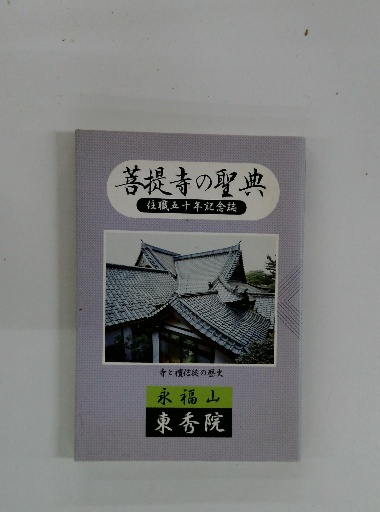 菩提寺の聖典
住職五十年記念誌
寺と檀信徒の歴史
永福山
東秀院